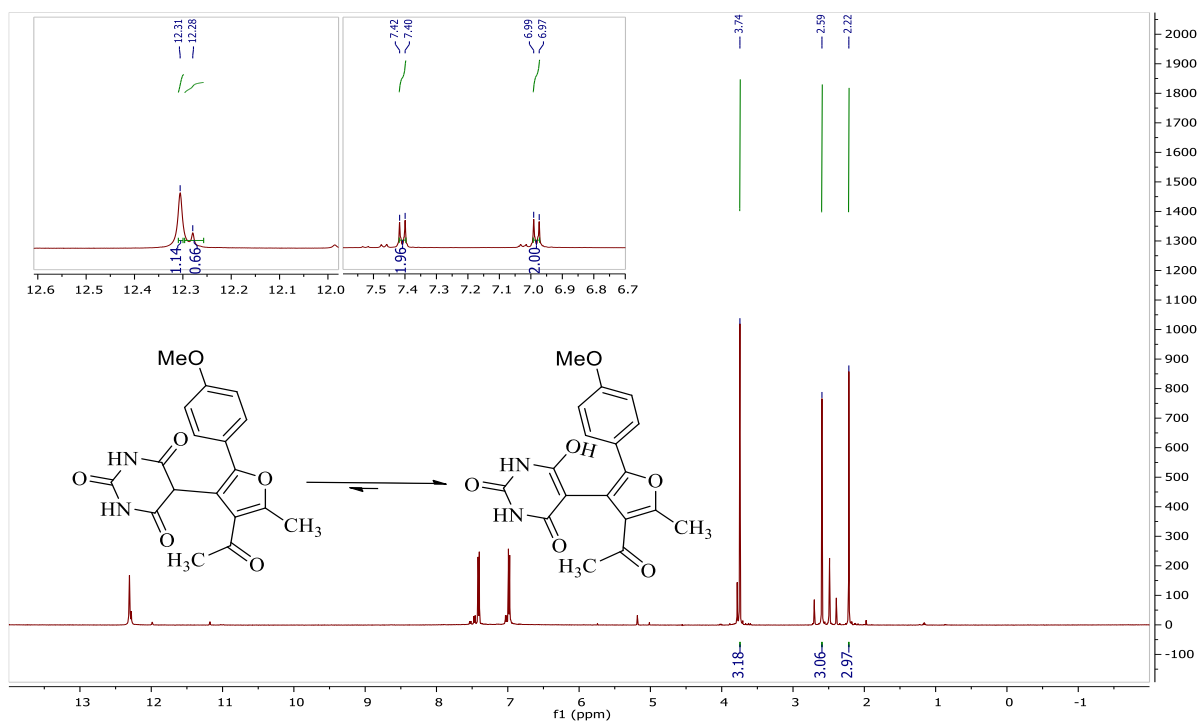 12.31
12.28
7.42
7.40
6.99
6.97
3.74
2.59
2.22
1.14
0.66
1.96
2.00
12.6 12.5 12.4 12.3 12.2 12.1 12.0
7.5 7.4 7.3 7.2 7.1 7.0 6.9 6.8 6.7
MeO
O
HN
O
HN
O
O
CH3
H3C
O
MeO
OH
HN
O
HN
O
O
CH3
H3C
O
3.18
3.06
2.97
13 12 11 10 9 8 7 6 5 4 3 2 1 0 -1
f1 (ppm)
2000
1900
1800
1700
1600
1500
1400
1300
1200
1100
1000
900
800
700
600
500
400
300
200
100
0
-100